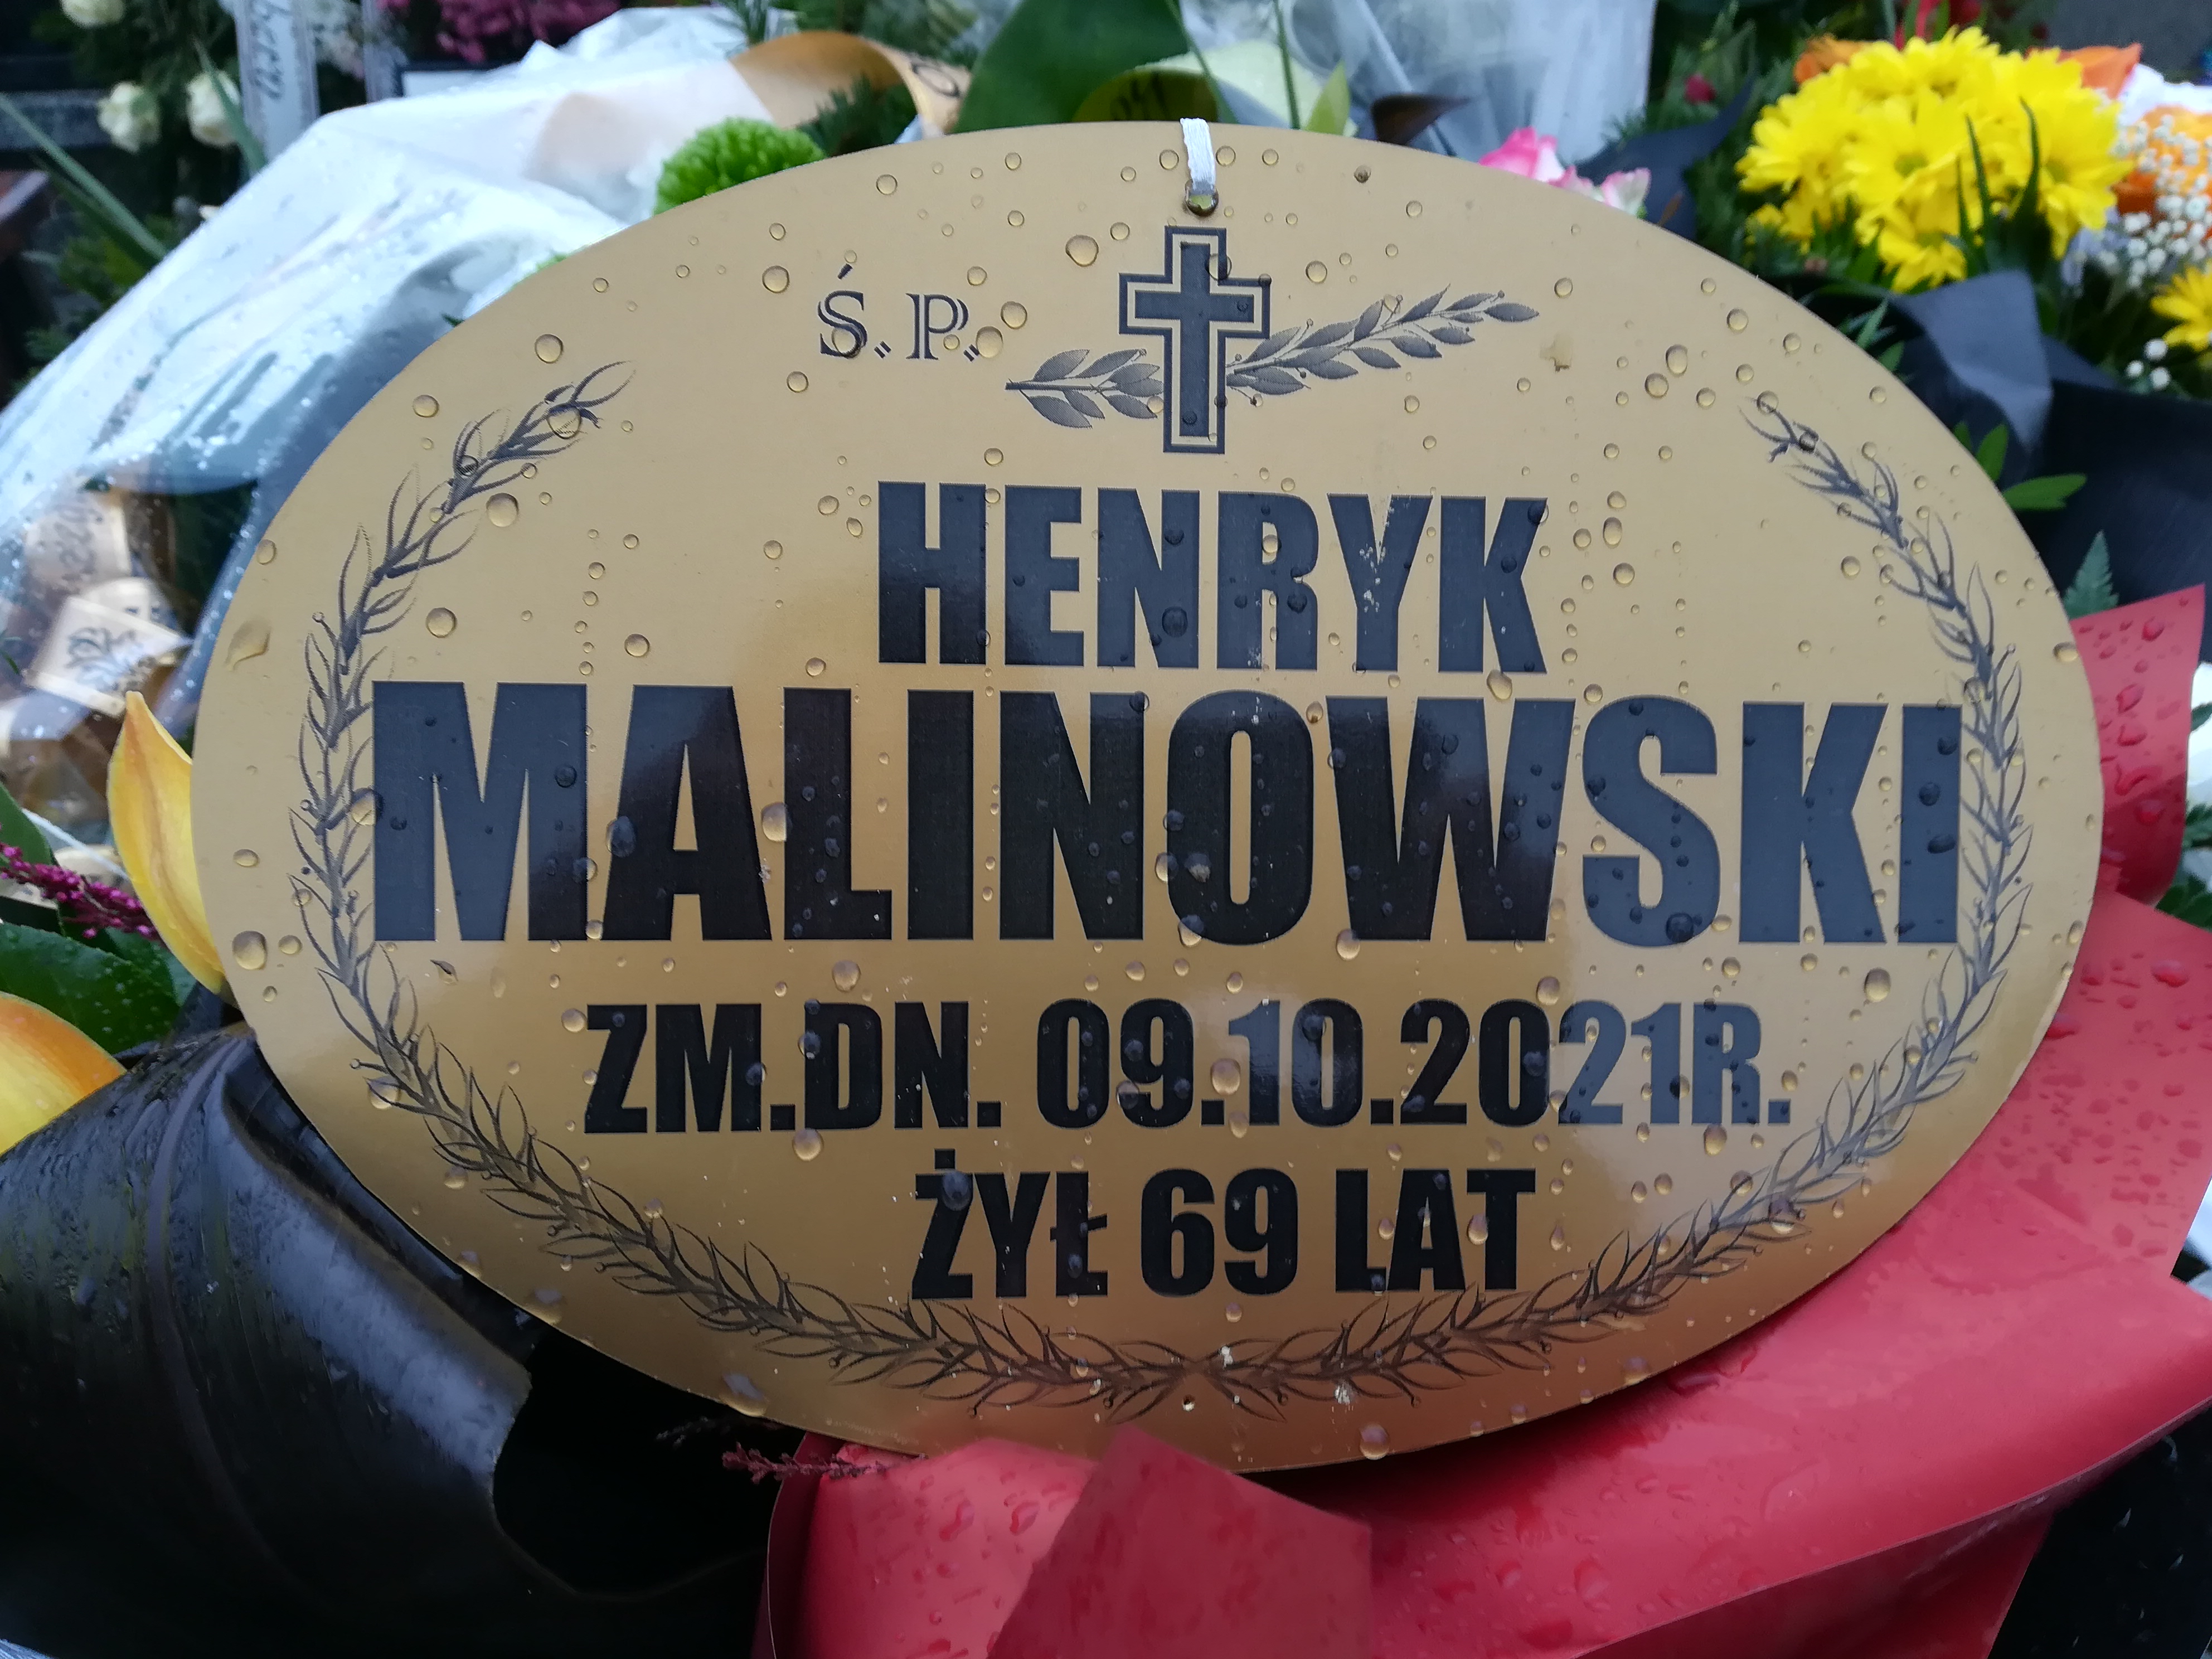 Ś. P.
HENRYK
MALINOWSKI
ZM.DN. 09.10.2021R.
ŻYŁ 69 LAT